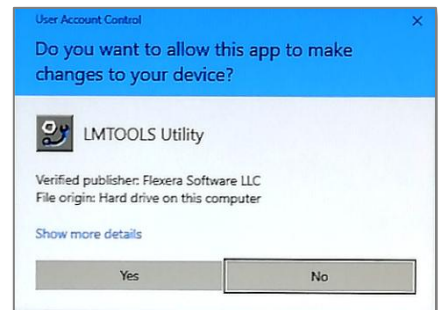 User Account Control
Do you want to allow this app to make
changes to your device?
LMTOOLS Utility
Verified publisher: Flexera Software LLC
File origin: Hard drive on this computer
Show more details
Yes
No